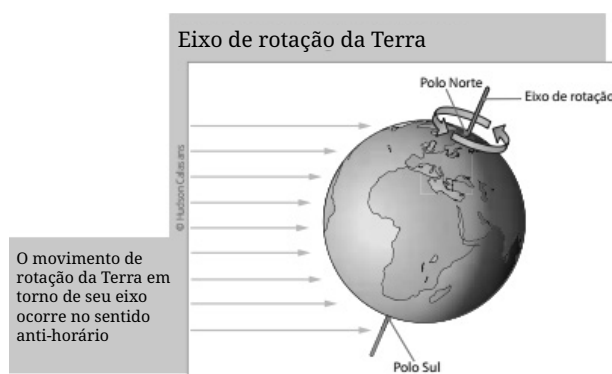 Eixo de rotação da Terra
Polo Norte
Eixo de rotação
© Hudson Calasans
O movimento de
rotação da Terra em
torno de seu eixo
ocorre no sentido
anti-horário
Polo Sul